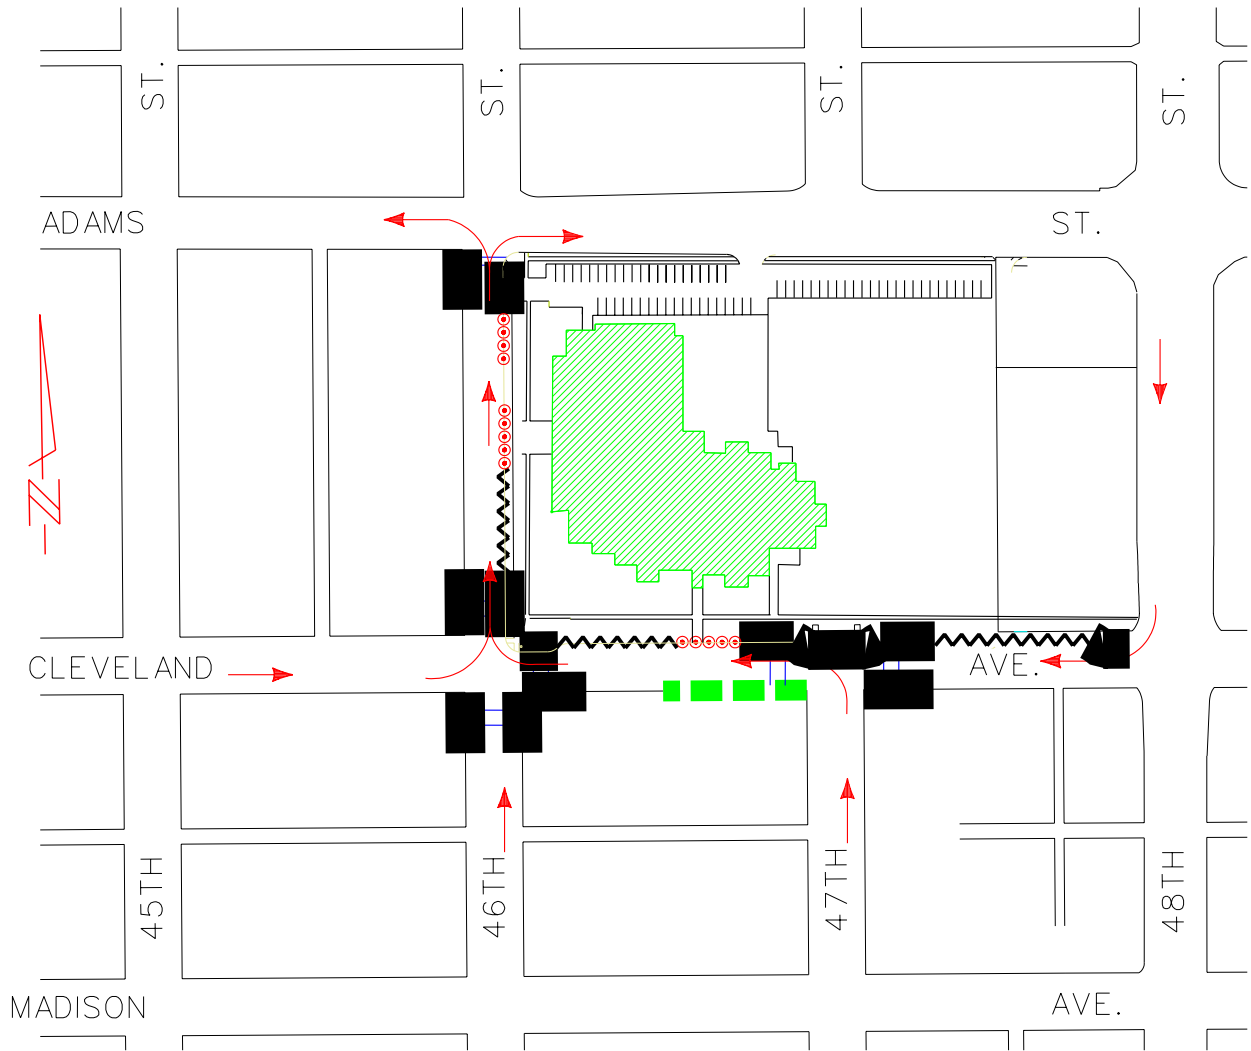 ST.
ST.
ST.
ST.
ADAMS
ST.
N
CLEVELAND
AVE.
45TH
46TH
47TH
48TH
MADISON
AVE.